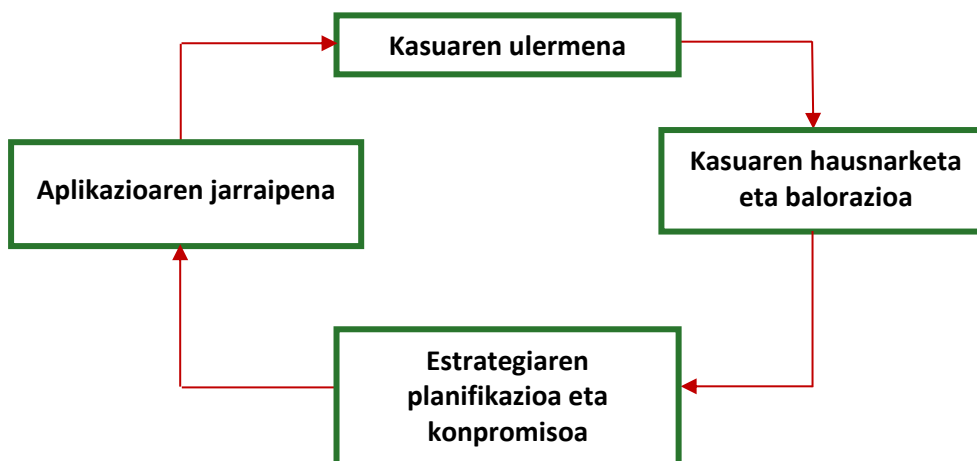 Kasuaren ulermena
Kasuaren hausnarketa
eta balorazioa
Estrategiaren
planifikazioa eta
konpromisoa
Aplikazioaren jarraipena